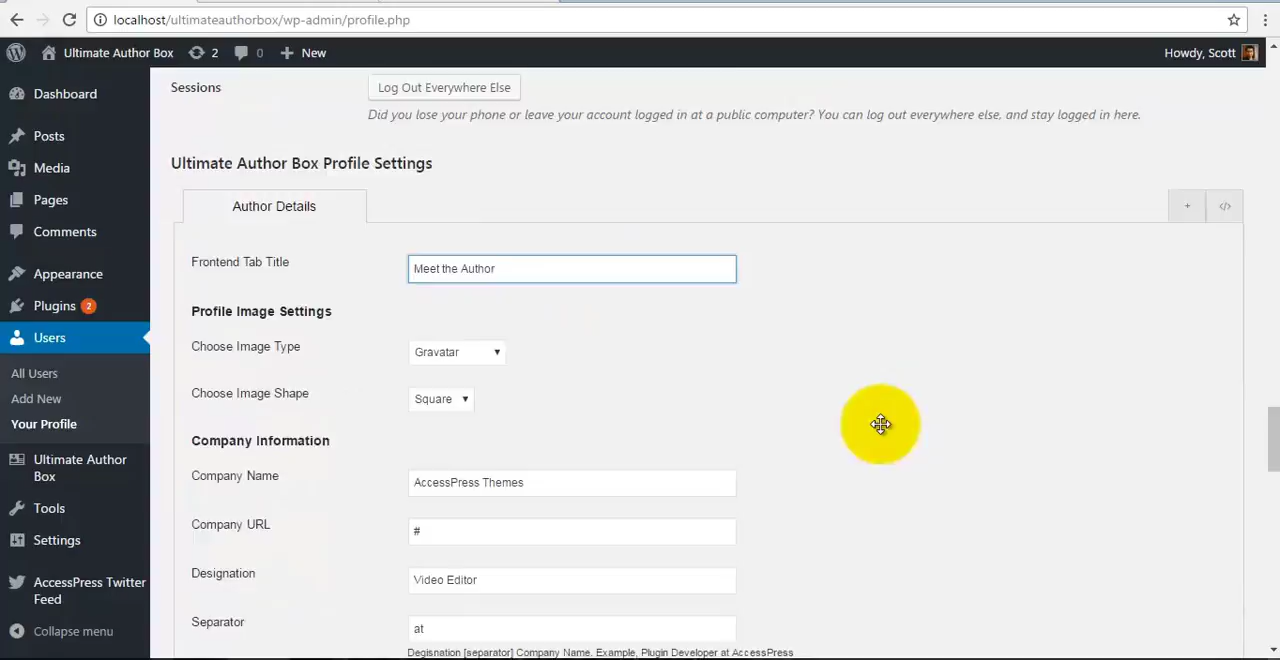 localhost/ultimateauthorbox/wp-admin/profile.php
Ultimate Author Box 2 0 New Howdy, Scott
Dashboard
Posts
Media
Pages
Comments
Appearance
Plugins 2
Users
All Users
Add New
Your Profile
Ultimate Author Box
Tools
Settings
AccessPress Twitter Feed
Collapse menu
Sessions Log Out Everywhere Else
Did you lose your phone or leave your account logged in at a public computer? You can log out everywhere else, and stay logged in here.
Ultimate Author Box Profile Settings
Author Details + </>
Frontend Tab Title Meet the Author
Profile Image Settings
Choose Image Type Gravatar
Choose Image Shape Square
Company Information
Company Name AccessPress Themes
Company URL #
Designation Video Editor
Separator at
Degisnation [separator] Company Name. Example, Plugin Developer at AccessPress